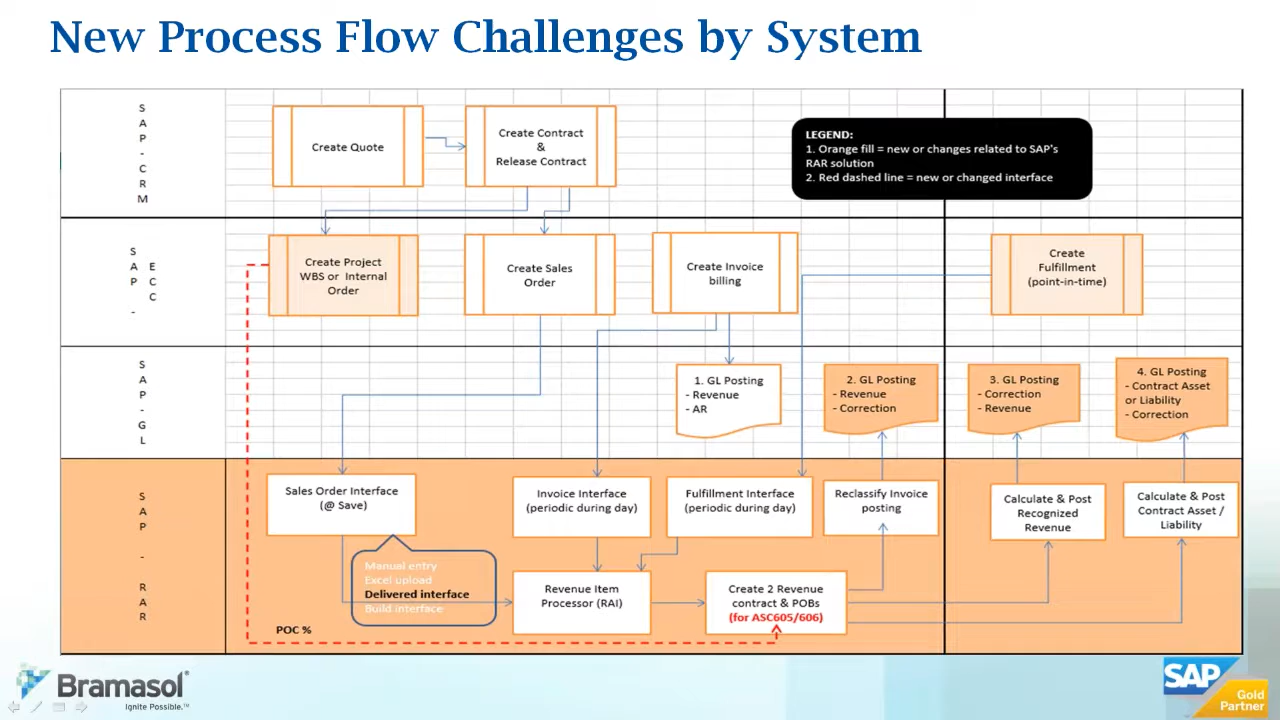 New Process Flow Challenges by System
S
A
P
-
C
R
M
Create Quote
Create Contract
&
Release Contract
LEGEND:
1. Orange fill = new or changes related to SAP's
RAR solution
2. Red dashed line = new or changed interface
S
A E
P C
C
-
Create Project
WBS or Internal
Order
Create Sales
Order
Create Invoice
billing
Create
Fulfillment
(point-in-time)
S
A
P
-
G
L
1. GL Posting
- Revenue
- AR
2. GL Posting
- Revenue
- Correction
3. GL Posting
- Correction
- Revenue
4. GL Posting
- Contract Asset
or Liability
- Correction
S
A
P
-
R
A
R
Sales Order Interface
(@ Save)
Invoice Interface
(periodic during day)
Fulfillment Interface
(periodic during day)
Reclassify Invoice
posting
Calculate & Post
Recognized
Revenue
Calculate & Post
Contract Asset /
Liability
Manual entry
Excel upload
Delivered interface
Build interface
Revenue Item
Processor (RAI)
Create 2 Revenue
contract & POBs
(for ASC605/606)
POC %
Bramasol®
Ignite Possible.™
SAP
Gold
Partner